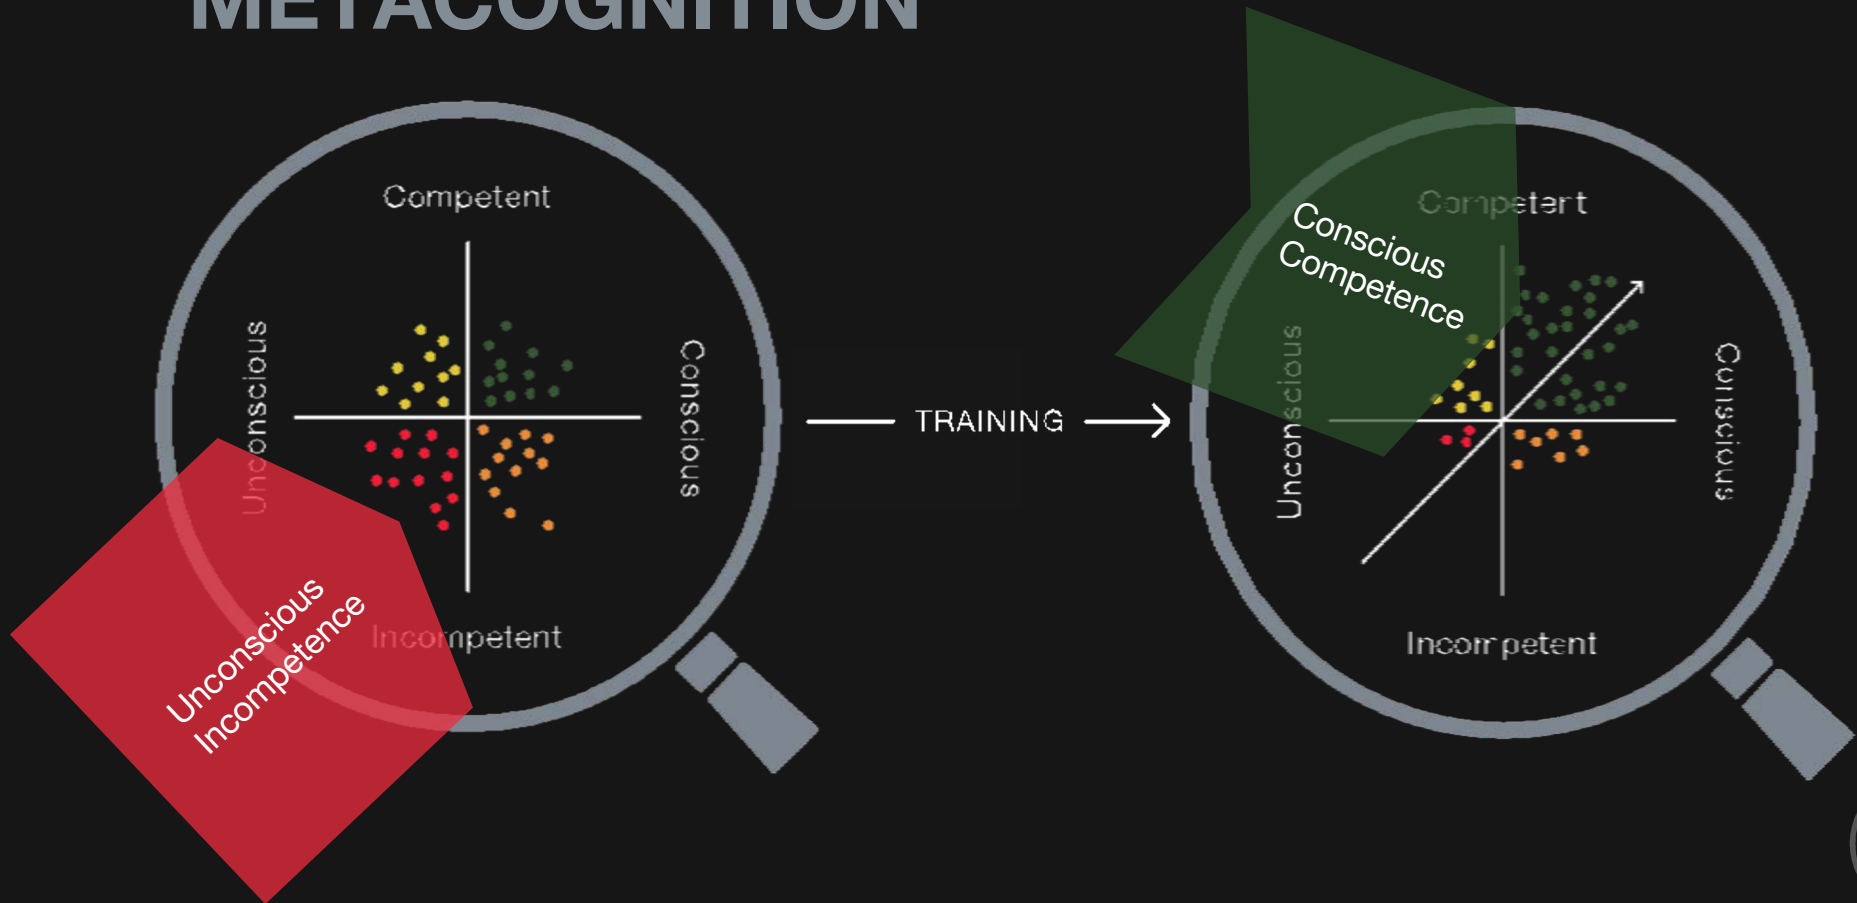 METACOGNITION
Competent
Unconscious
Conscious
Incompetent
Unconscious
Incompetence
TRAINING
Competent
Conscious
Competence
Unconscious
Conscious
Incompetent